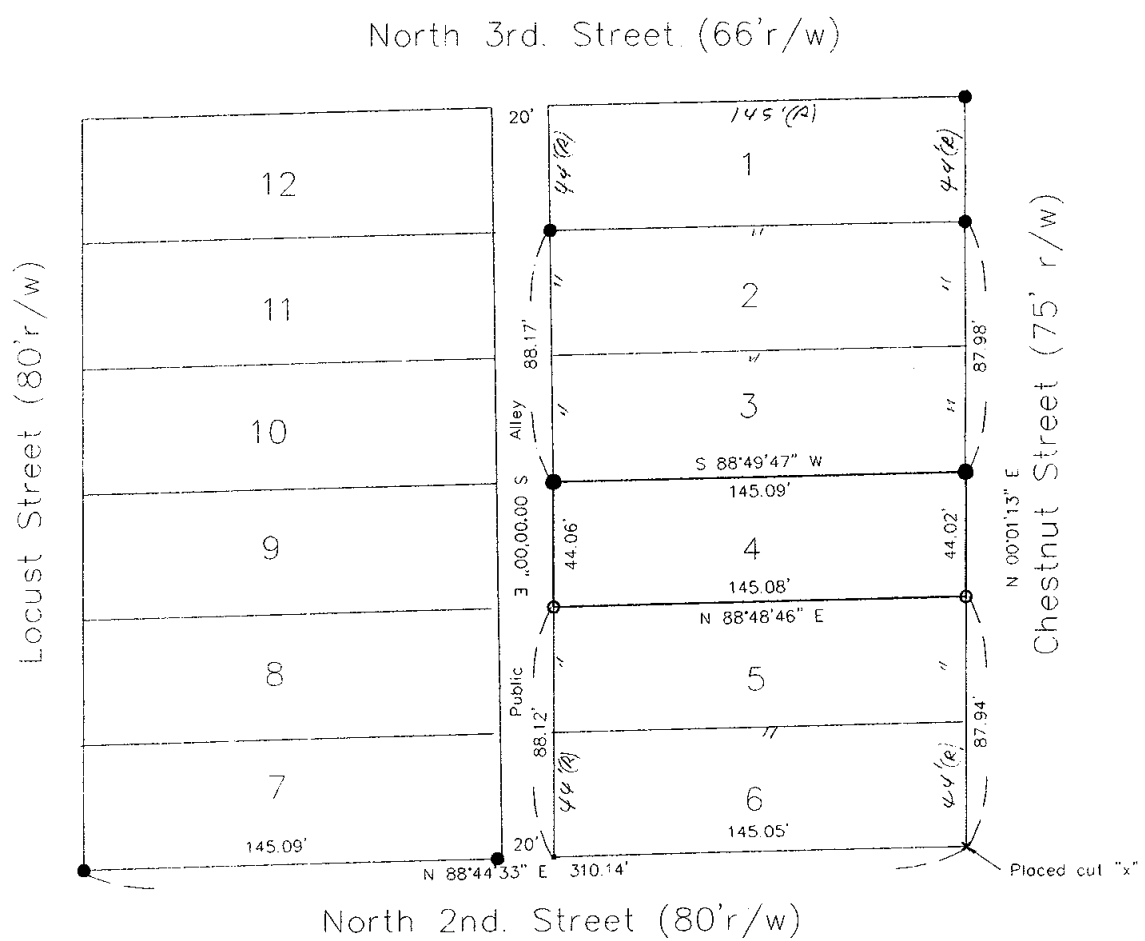 North 3rd. Street (66'r/w)
20'
145'(R)
44'(R)
44'(R)
12
1
"
11
2
"
"
88.17'
87.98'
"
10
3
"
"
Alley
S 88°49'47" W
145.09'
Locust Street (80'r/w)
Chestnut Street (75' r/w)
S 00°00'00" E
N 00°01'13" E
9
44.06'
4
44.02'
145.08'
N 88°48'46" E
8
Public
"
5
"
88.12'
"
87.94'
7
44'(R)
6
44'(R)
145.09'
20'
145.05'
N 88°44'33" E 310.14'
Placed cut "x"
North 2nd. Street (80'r/w)